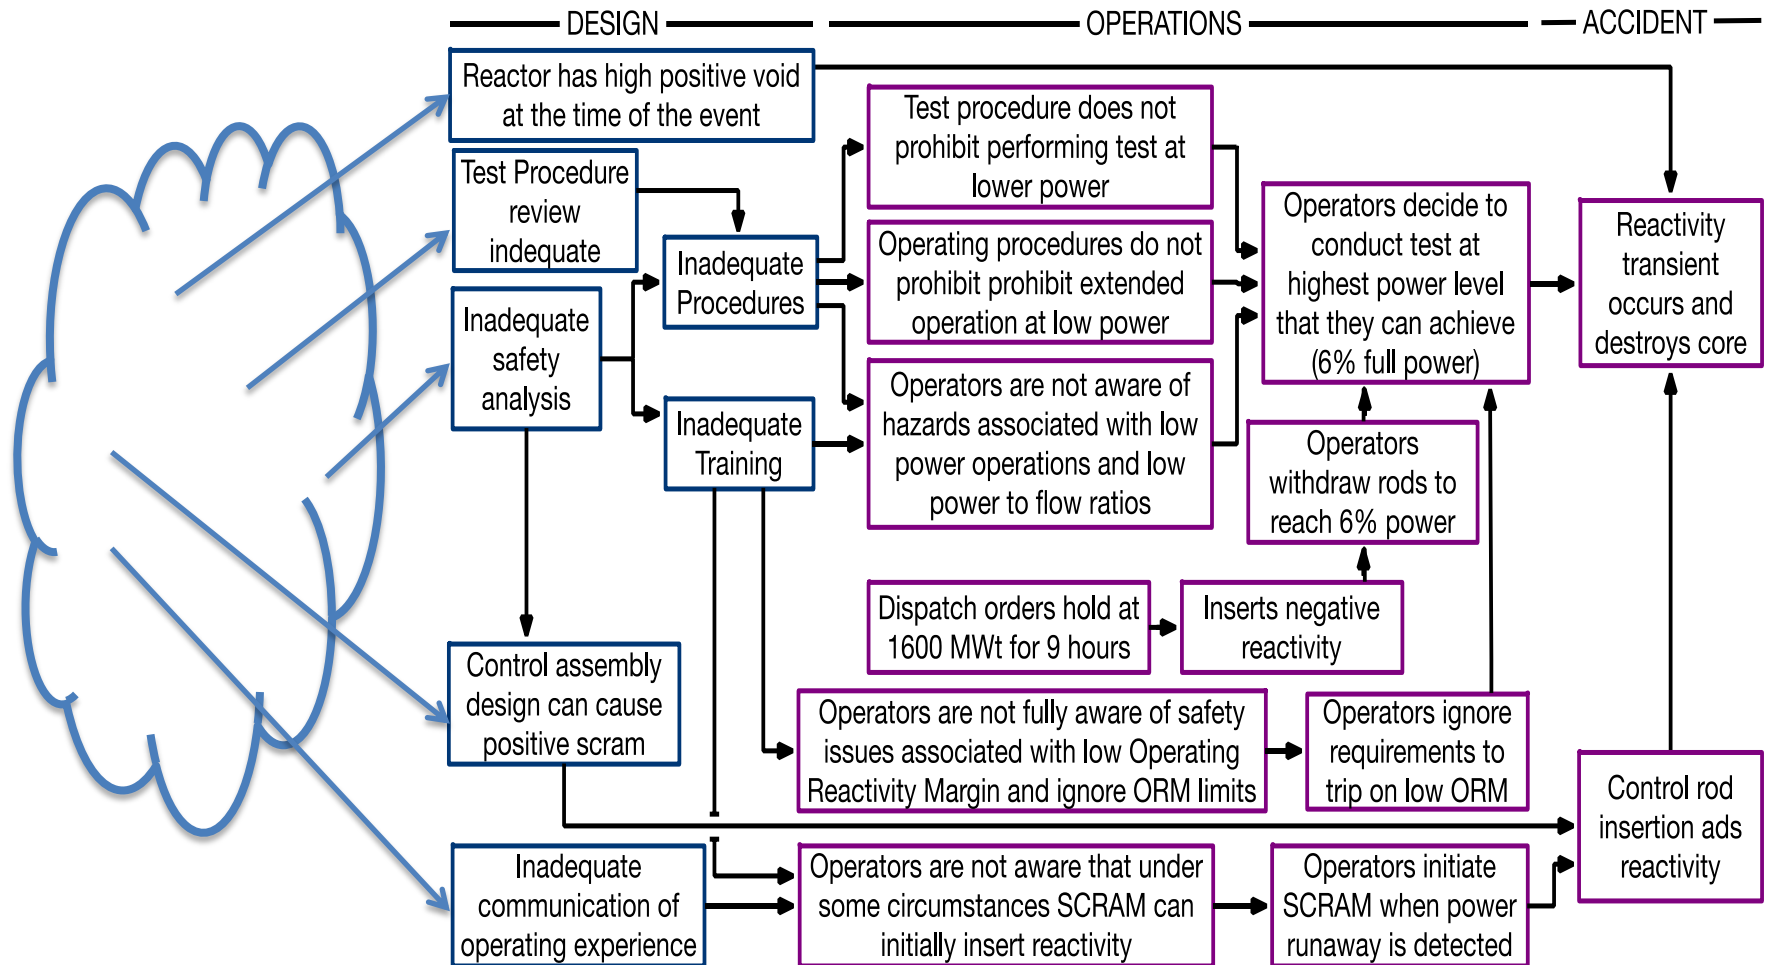 DESIGN
OPERATIONS
ACCIDENT
Reactor has high positive void
at the time of the event
Test Procedure
review
indequate
Inadequate
safety
analysis
Inadequate
Procedures
Inadequate
Training
Control assembly
design can cause
positive scram
Inadequate
communication of
operating experience
Test procedure does not
prohibit performing test at
lower power
Operating procedures do not
prohibit prohibit extended
operation at low power
Operators are not aware of
hazards associated with low
power operations and low
power to flow ratios
Dispatch orders hold at
1600 MWt for 9 hours
Inserts negative
reactivity
Operators
withdraw rods to
reach 6% power
Operators decide to
conduct test at
highest power level
that they can achieve
(6% full power)
Operators are not fully aware of safety
issues associated with low Operating
Reactivity Margin and ignore ORM limits
Operators ignore
requirements to
trip on low ORM
Operators are not aware that under
some circumstances SCRAM can
initially insert reactivity
Operators initiate
SCRAM when power
runaway is detected
Reactivity
transient
occurs and
destroys core
Control rod
insertion ads
reactivity